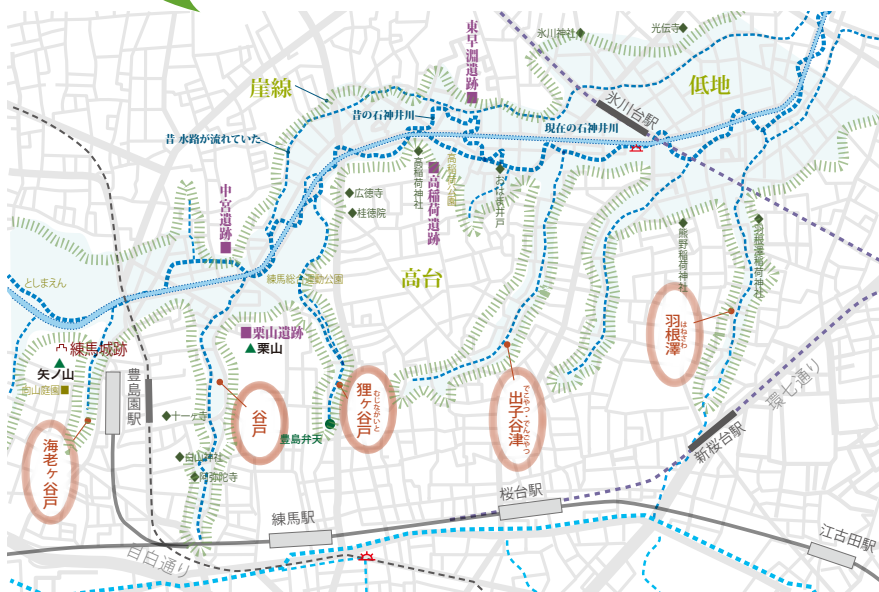 東早淵遺跡
氷川神社
光伝寺
崖線
低地
氷川台駅
昔の石神井川
現在の石神井川
昔 水路が流れていた
高稲荷神社
高稲荷遺跡
高稲荷公園
おはま井戸
中宮遺跡
広徳寺
桂徳院
熊野稲荷神社
羽根澤稲荷神社
高台
としまえん
練馬総合運動公園
羽根澤
はねさわ
栗山遺跡
栗山
練馬城跡
矢ノ山
向山庭園
豊島園駅
十一ヶ寺
谷戸
狸ヶ谷戸
むじながいと
出子谷津
でこやつ・でんごやつ
環七通り
豊島弁天
海老ヶ谷戸
白山神社
阿弥陀寺
新桜台駅
桜台駅
練馬駅
江古田駅
目白通り